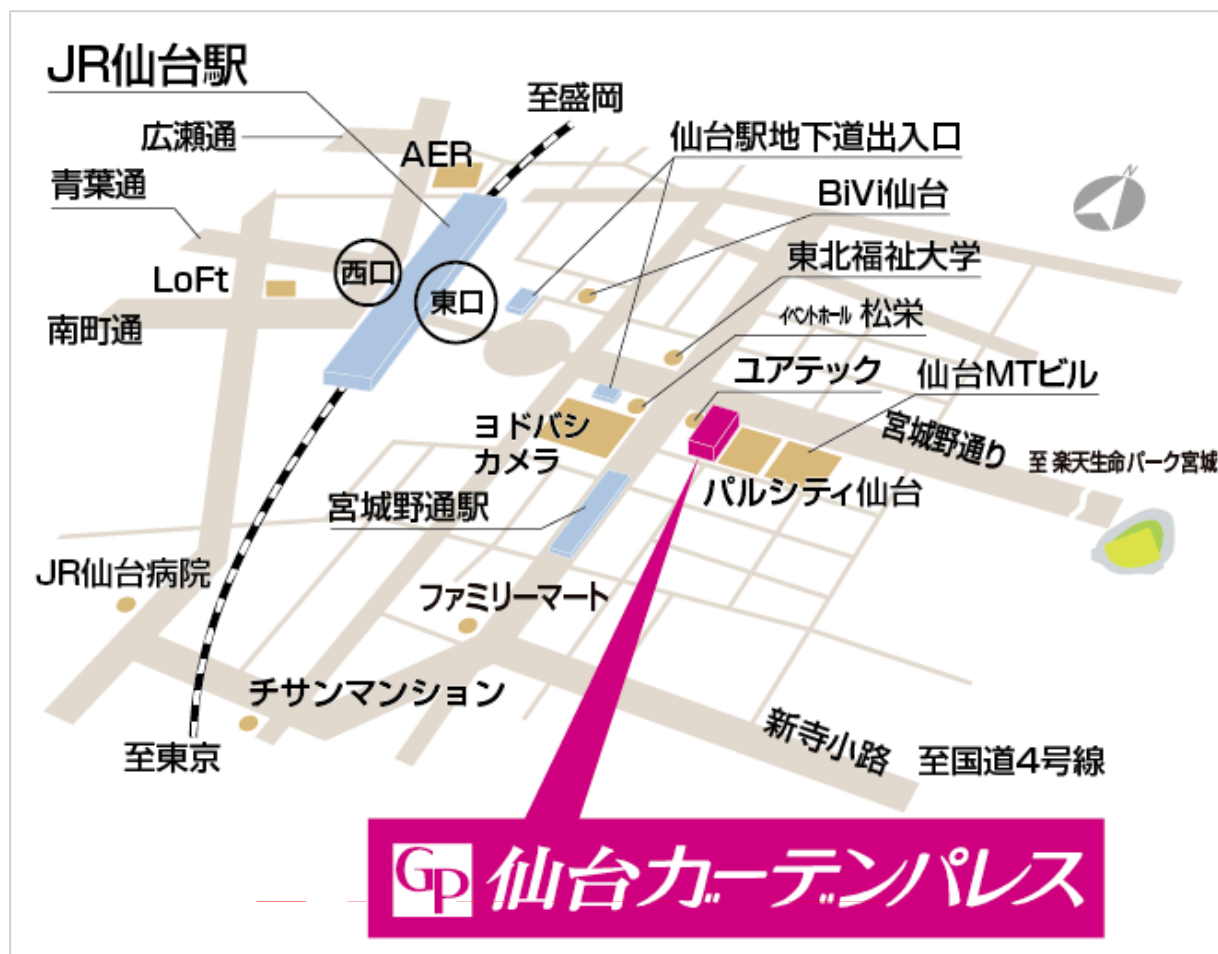 JR仙台駅
至盛岡
広瀬通
AER
仙台駅地下道出入口
N
青葉通
BiVi仙台
西口
東北福祉大学
LoFt
東口
イベントホール 松栄
南町通
ユアテック
仙台MTビル
ヨドバシ
カメラ
宮城野通り
至 楽天生命パーク宮城
パルシティ仙台
宮城野通駅
JR仙台病院
ファミリーマート
チサンマンション
新寺小路
至東京
至国道4号線
GP 仙台ガーデンパレス